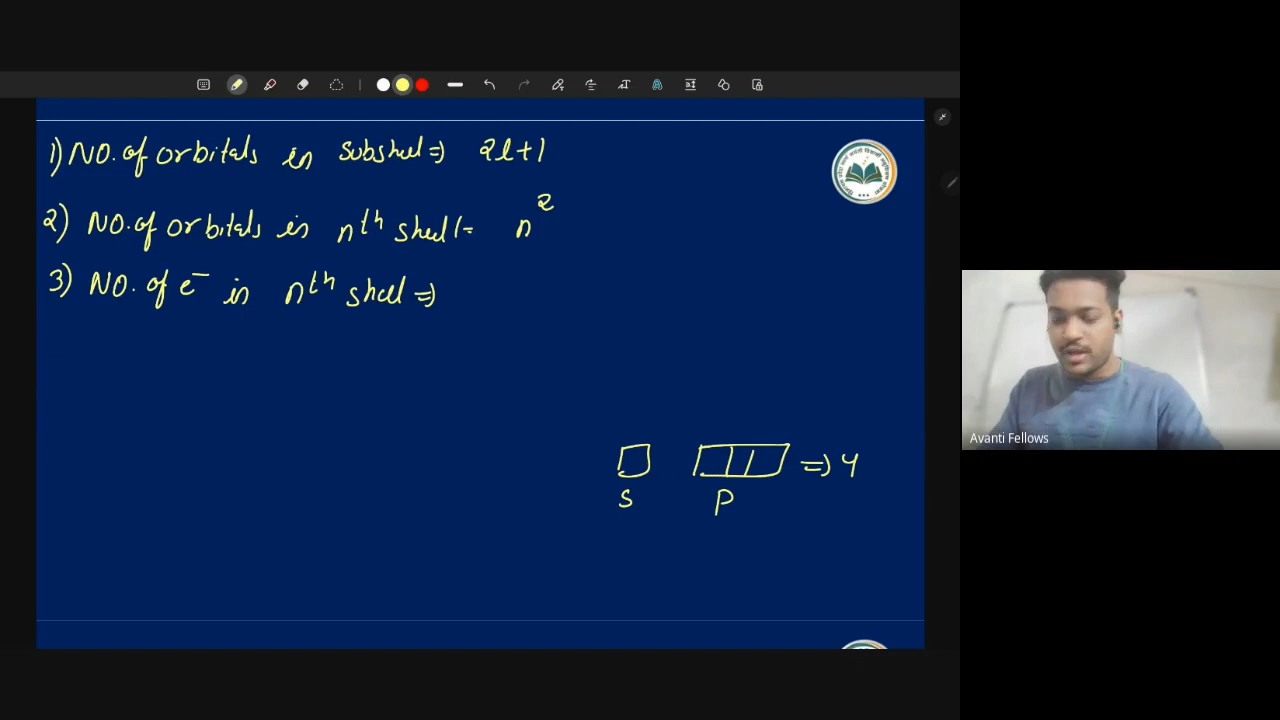 1) NO. of orbitals in subshell ⇒ 2l+1
2) NO. of orbitals in nth shell = n²
3) NO. of e⁻ in nth shell ⇒
⇒ 4
S P
Avanti Fellows